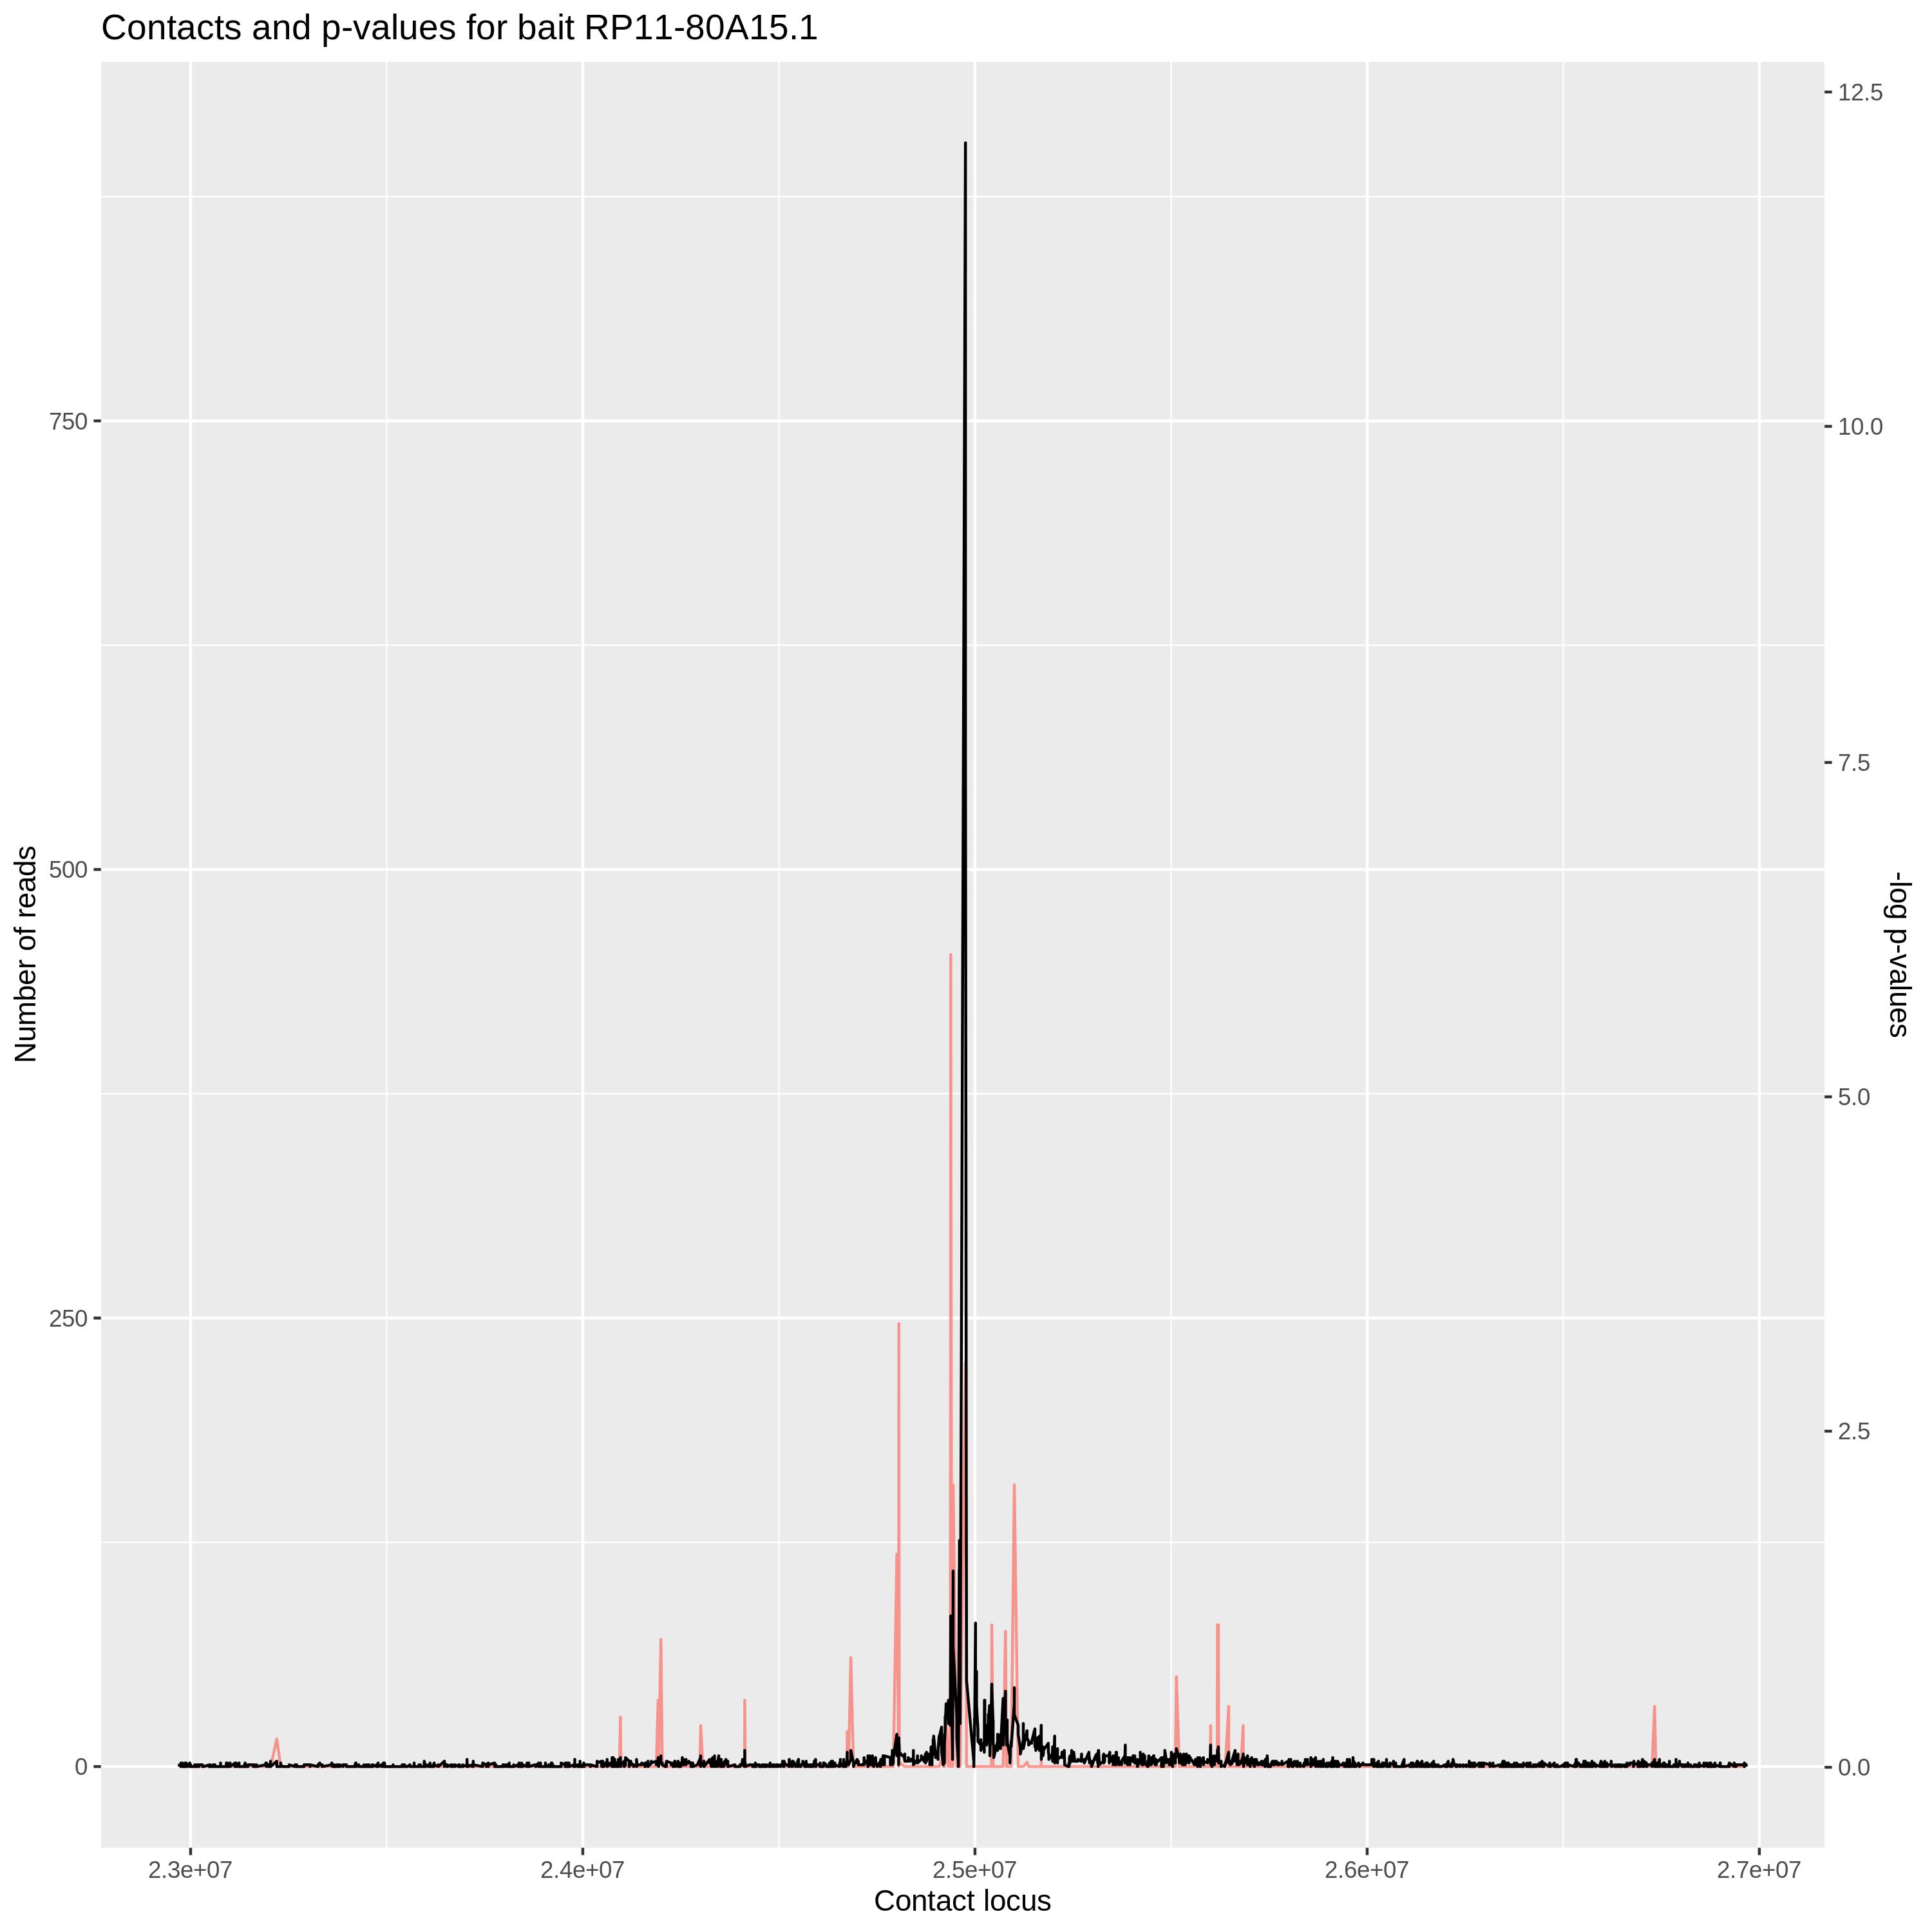 Contacts and p-values for bait RP11-80A15.1
12.5
750
10.0
7.5
500
Number of reads
-log p-values
5.0
250
2.5
0
0.0
2.3e+07 2.4e+07 2.5e+07 2.6e+07 2.7e+07
Contact locus